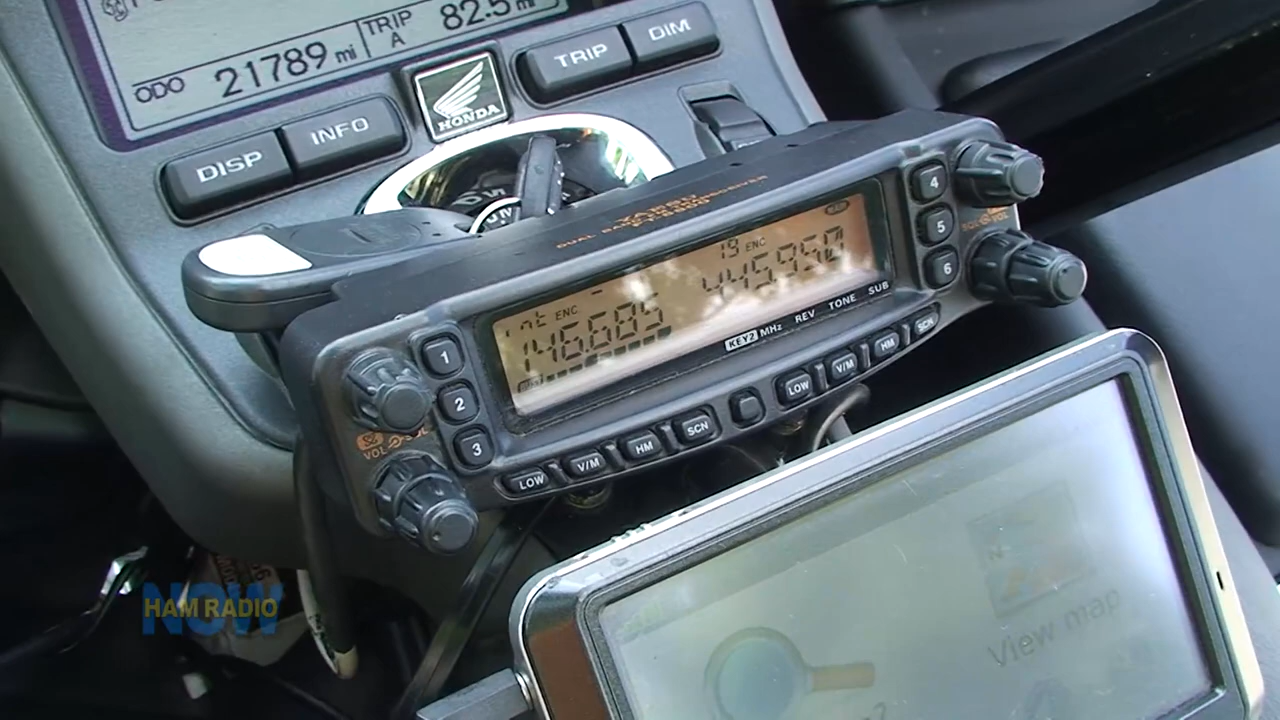 TRIP A 82.5 mi
ODO 21789 mi
DISP
INFO
HONDA
TRIP
DIM
YAESU
146.685
ENC
19 ENC
445.950
KEY2 MHz REV TONE SUB
1
2
3
4
5
6
VOL
VOL
LOW
V/M
HM
SCN
LOW
V/M
HM
SCN
View map
HAM RADIO
NOW